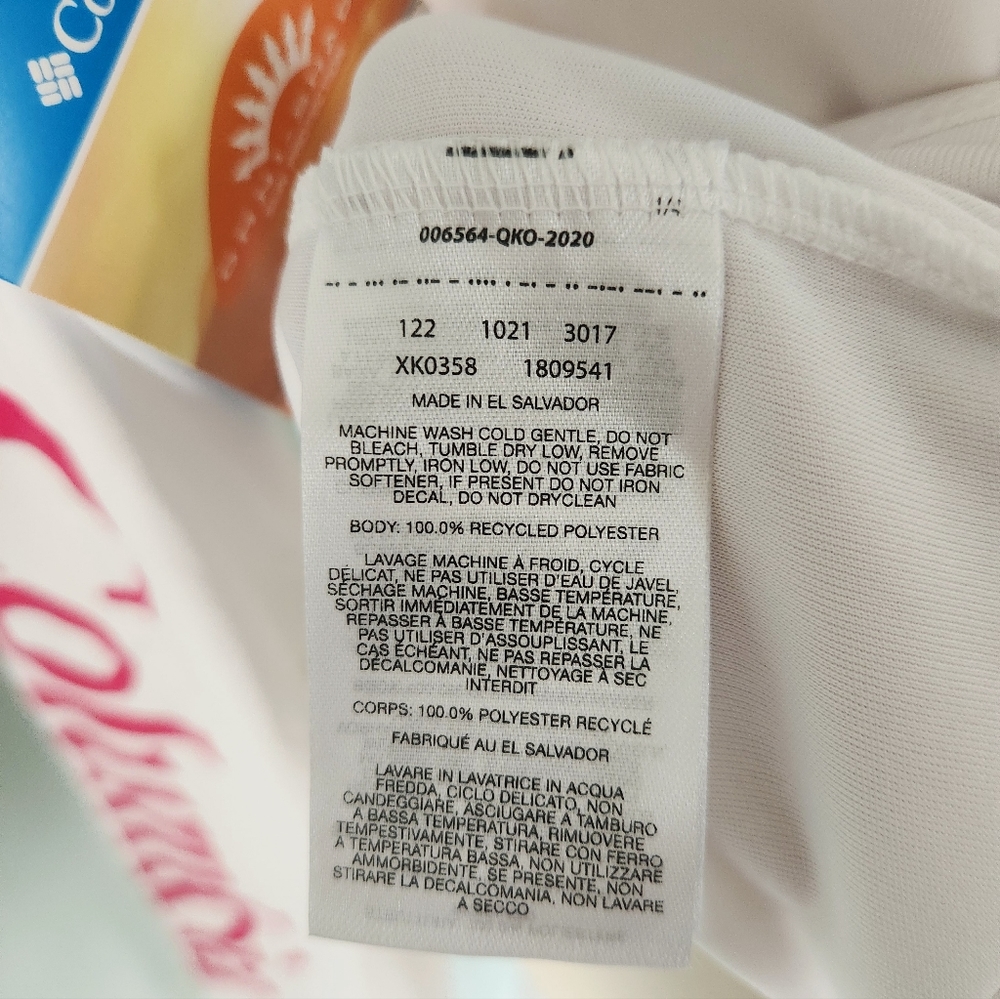 Co
OMNI-SHADE
006564-QKO-2020
122 1021 3017
XK0358 1809541
MADE IN EL SALVADOR
MACHINE WASH COLD GENTLE, DO NOT
BLEACH, TUMBLE DRY LOW, REMOVE
PROMPTLY, IRON LOW, DO NOT USE FABRIC
SOFTENER, IF PRESENT DO NOT IRON
DECAL, DO NOT DRYCLEAN
BODY: 100.0% RECYCLED POLYESTER
LAVAGE MACHINE À FROID, CYCLE
DÉLICAT, NE PAS UTILISER D'EAU DE JAVEL,
SÉCHAGE MACHINE, BASSE TEMPÉRATURE,
SORTIR IMMÉDIATEMENT DE LA MACHINE,
REPASSER À BASSE TEMPÉRATURE, NE
PAS UTILISER D'ASSOUPLISSANT, LE
CAS ÉCHÉANT, NE PAS REPASSER LA
DÉCALCOMANIE, NETTOYAGE À SEC
INTERDIT
CORPS: 100.0% POLYESTER RECYCLÉ
FABRIQUÉ AU EL SALVADOR
LAVARE IN LAVATRICE IN ACQUA
FREDDA, CICLO DELICATO, NON
CANDEGGIARE, ASCIUGARE A TAMBURO
A BASSA TEMPERATURA, RIMUOVERE
TEMPESTIVAMENTE, STIRARE CON FERRO
A TEMPERATURA BASSA, NON UTILIZZARE
AMMORBIDENTE, SE PRESENTE, NON
STIRARE LA DECALCOMANIA, NON LAVARE
A SECCO
Columbia